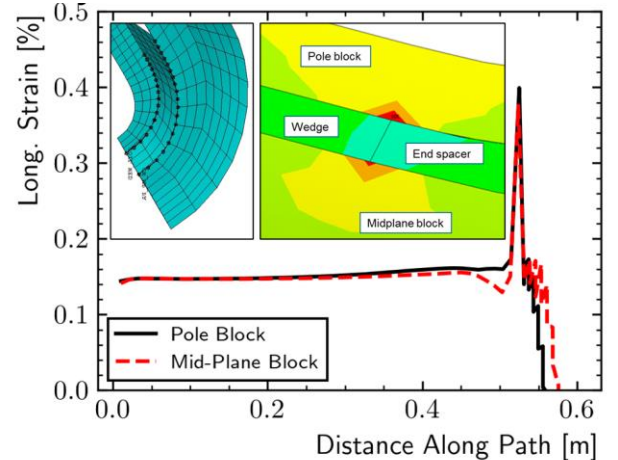 0.5
0.4
0.3
0.2
0.1
0.0
Long. Strain [%]
Pole block
Wedge
End spacer
Midplane block
Pole Block
Mid-Plane Block
0.0
0.2
0.4
0.6
Distance Along Path [m]